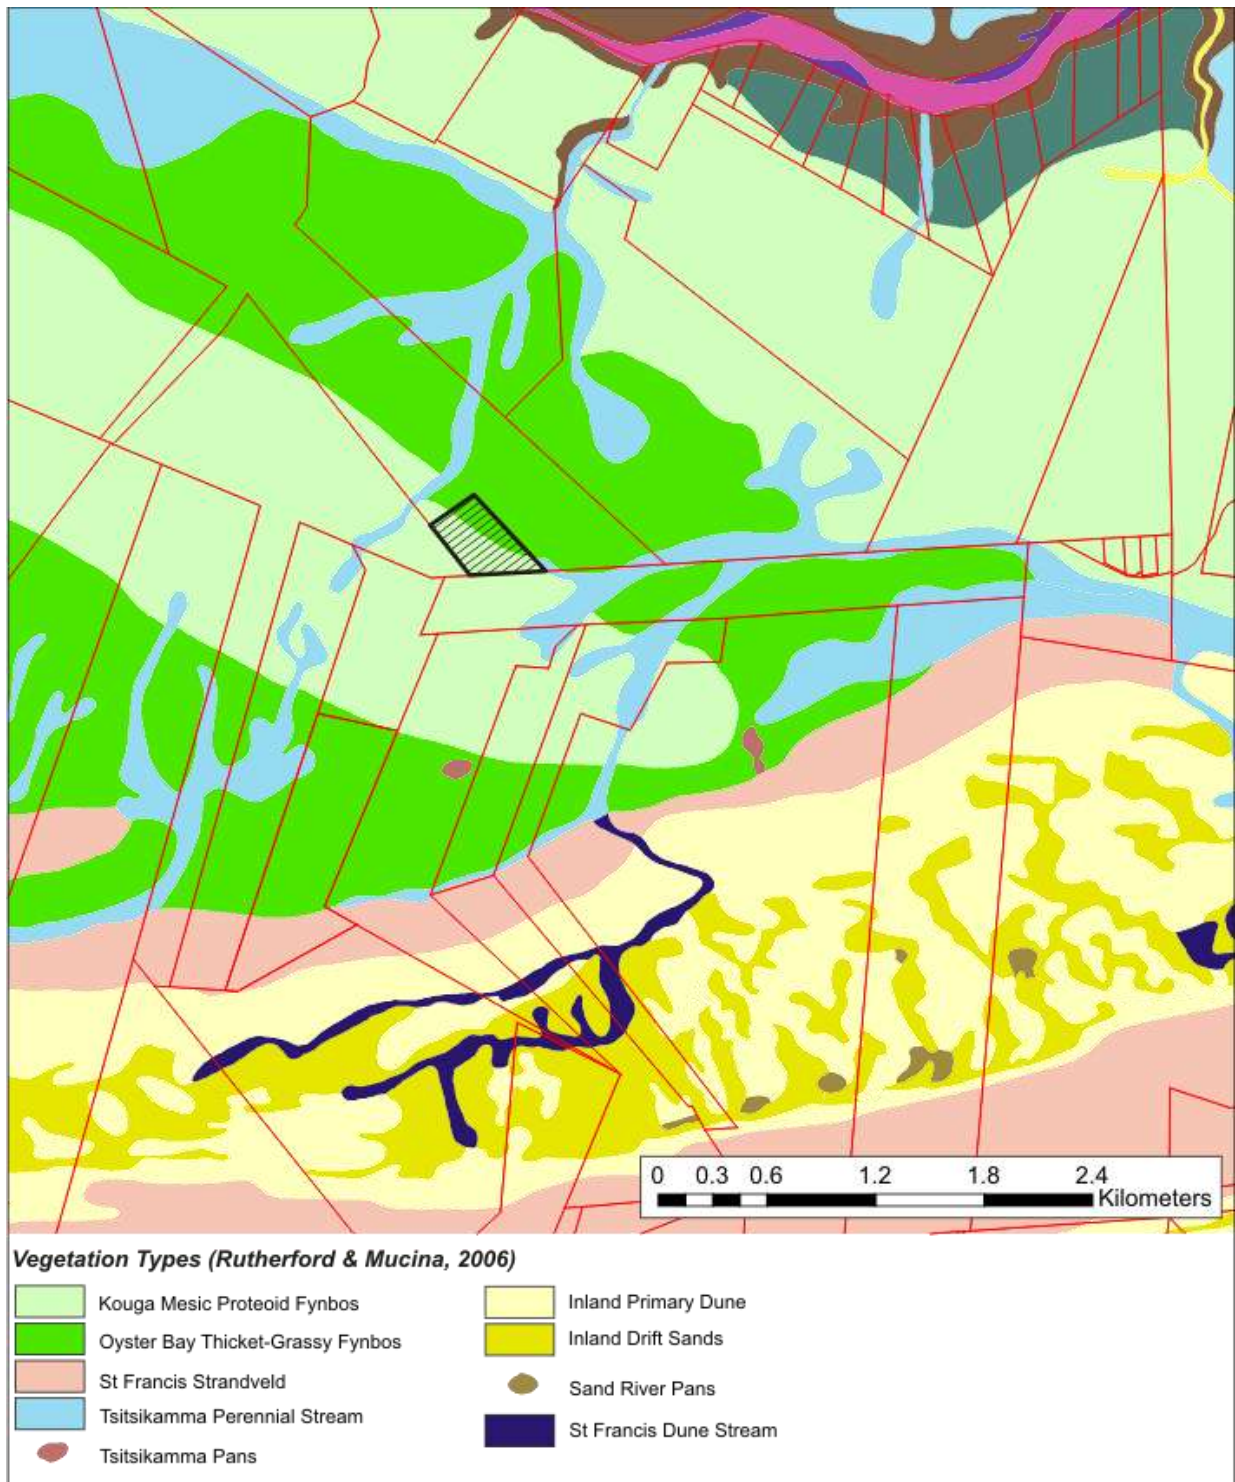 0 0.3 0.6 1.2 1.8 2.4
Kilometers
Vegetation Types (Rutherford & Mucina, 2006)
Kouga Mesic Proteoid Fynbos
Oyster Bay Thicket-Grassy Fynbos
St Francis Strandveld
Tsitsikamma Perennial Stream
Tsitsikamma Pans
Inland Primary Dune
Inland Drift Sands
Sand River Pans
St Francis Dune Stream